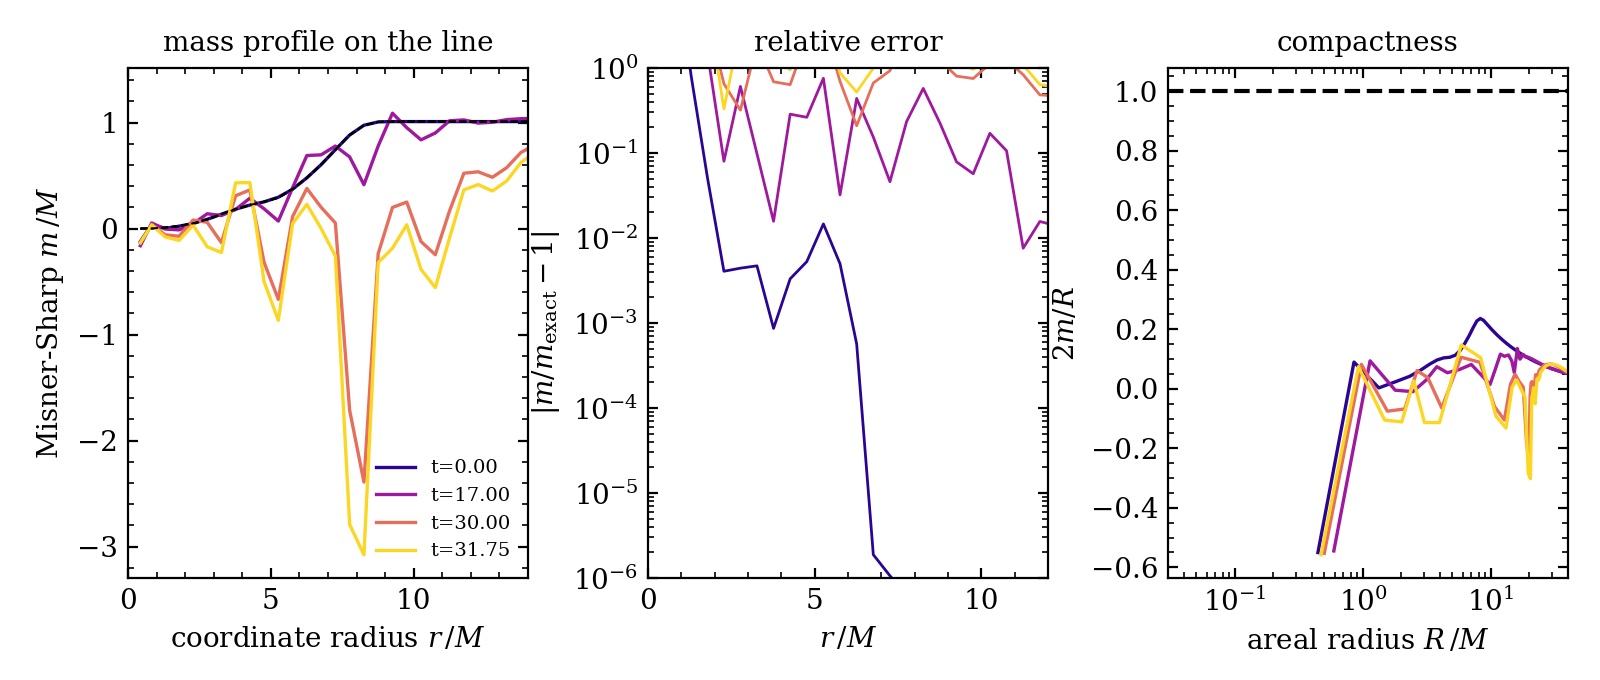 mass profile on the line
Misner-Sharp m/M
1
0
−1
−2
−3
0
5
10
coordinate radius r/M
t=0.00
t=17.00
t=30.00
t=31.75
relative error
|m/m_exact − 1|
10^0
10^−1
10^−2
10^−3
10^−4
10^−5
10^−6
0
5
10
r/M
compactness
2m/R
1.0
0.8
0.6
0.4
0.2
0.0
−0.2
−0.4
−0.6
10^−1
10^0
10^1
areal radius R/M